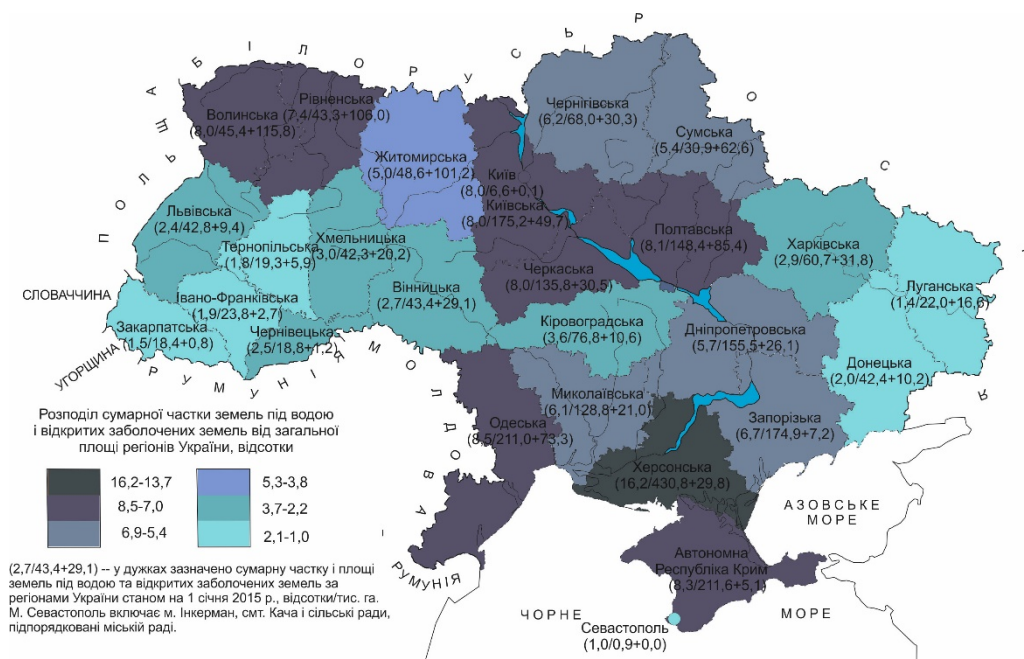 БІЛОРУСЬ
РОСІЯ
ПОЛЬЩА
Волинська
(8,0/45,4+115,8)
Рівненська
(7,4/43,3+106,0)
Житомирська
(5,0/48,6+101,2)
Київ
(8,0/6,6+0,1)
Київська
(8,0/175,2+49,7)
Чернігівська
(6,2/68,0+30,3)
Сумська
(5,4/30,9+62,6)
Львівська
(2,4/42,8+9,4)
Тернопільська
(1,8/19,3+5,9)
Хмельницька
(3,0/42,3+20,2)
Вінницька
(2,7/43,4+29,1)
Черкаська
(8,0/135,8+30,5)
Полтавська
(8,1/148,4+85,4)
Харківська
(2,9/60,7+31,8)
Луганська
(1,4/22,0+16,6)
СЛОВАЧЧИНА
Івано-Франківська
(1,9/23,8+2,7)
Закарпатська
(1,5/18,4+0,8)
Чернівецька
(2,5/18,8+1,2)
Кіровоградська
(3,6/76,8+10,6)
Дніпропетровська
(5,7/155,5+26,1)
Донецька
(2,0/42,4+10,2)
УГОРЩИНА
РУМУНІЯ
МОЛДОВА
Миколаївська
(6,1/128,8+21,0)
Одеська
(8,5/211,0+73,3)
Запорізька
(6,7/174,9+7,2)
Херсонська
(16,2/430,8+29,8)
АЗОВСЬКЕ
МОРЕ
Автономна
Республіка Крим
(8,3/211,6+5,1)
РУМУНІЯ
ЧОРНЕ МОРЕ
Севастополь
(1,0/0,9+0,0)
Розподіл сумарної частки земель під водою
і відкритих заболочених земель від загальної
площі регіонів України, відсотки
16,2-13,7
8,5-7,0
6,9-5,4
5,3-3,8
3,7-2,2
2,1-1,0
(2,7/43,4+29,1) -- у дужках зазначено сумарну частку і площі
земель під водою та відкритих заболочених земель за
регіонами України станом на 1 січня 2015 р., відсотки/тис. га.
М. Севастополь включає м. Інкерман, смт. Кача і сільські ради,
підпорядковані міській раді.